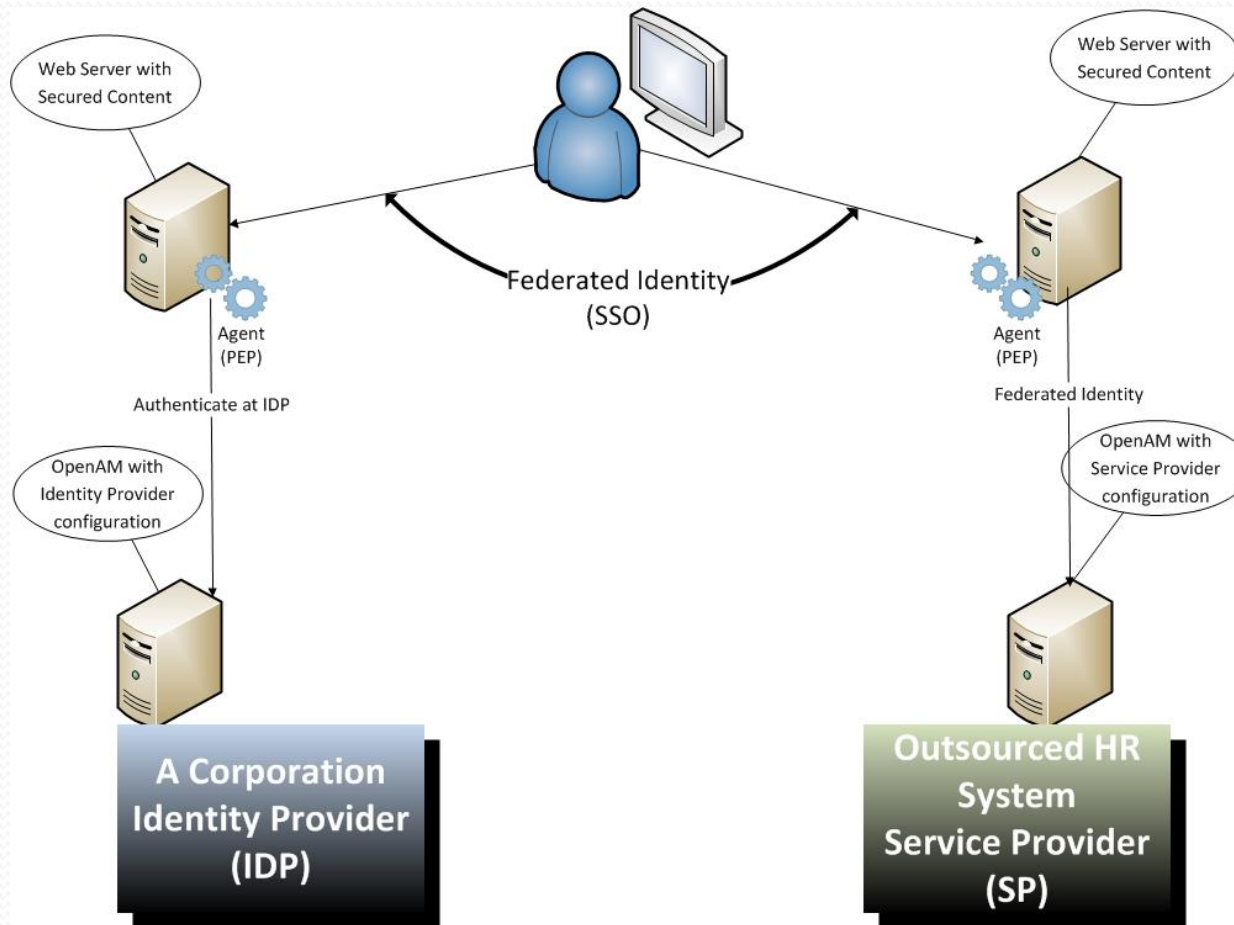 Web Server with
Secured Content
Web Server with
Secured Content
Federated Identity
(SSO)
Agent
(PEP)
Agent
(PEP)
Authenticate at IDP
Federated Identity
OpenAM with
Identity Provider
configuration
OpenAM with
Service Provider
configuration
A Corporation
Identity Provider
(IDP)
Outsourced HR
System
Service Provider
(SP)